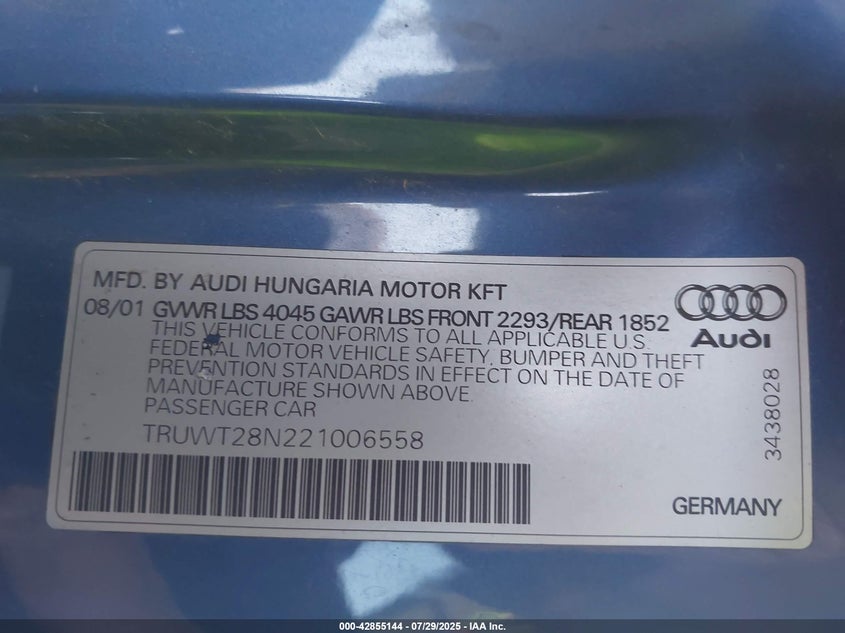 MFD. BY AUDI HUNGARIA MOTOR KFT
08/01 GVWR LBS 4045 GAWR LBS FRONT 2293/REAR 1852
THIS VEHICLE CONFORMS TO ALL APPLICABLE U.S.
FEDERAL MOTOR VEHICLE SAFETY, BUMPER AND THEFT
PREVENTION STANDARDS IN EFFECT ON THE DATE OF
MANUFACTURE SHOWN ABOVE.
PASSENGER CAR
TRUWT28N221006558
Audi
3438028
GERMANY
000-42855144 - 07/29/2025 - IAA Inc.